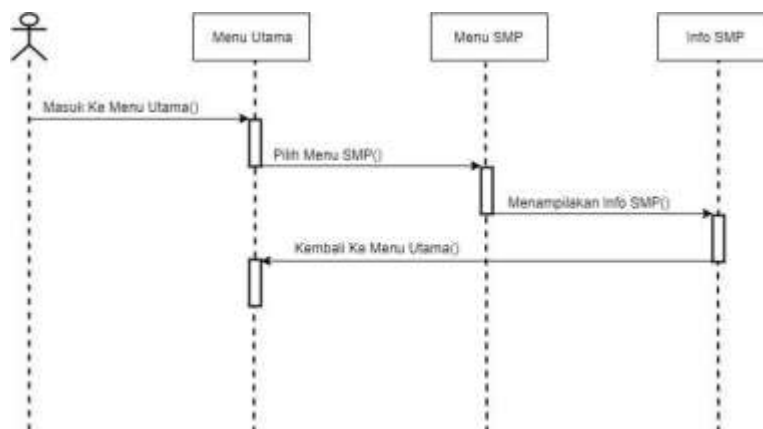 Menu Utama
Menu SMP
Info SMP
Masuk Ke Menu Utama()
Pilih Menu SMP()
Menampilakan Info SMP()
Kembali Ke Menu Utama()